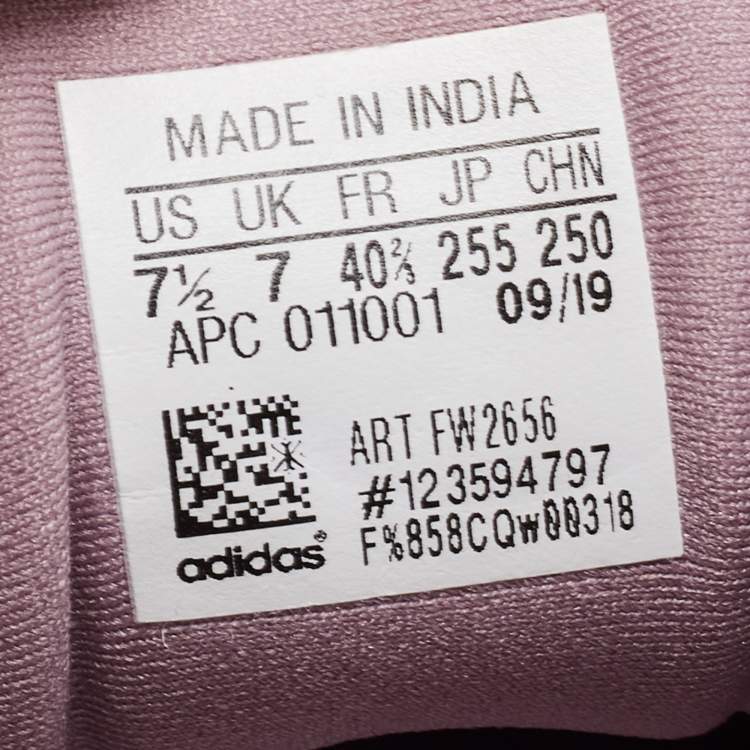 MADE IN INDIA
US UK FR JP CHN
7½ 7 40⅔ 255 250
APC 011001 09/19
ART FW2656
#123594797
F%858CQW00318
adidas®